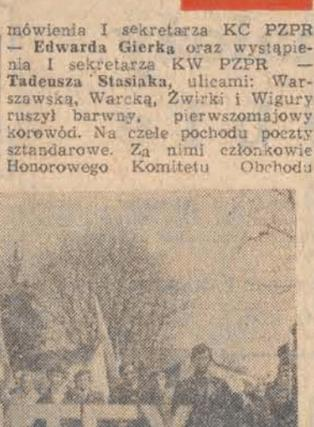 mówienia I sekretarza KC PZPR
— Edwarda Gierka oraz wystąpie-
nia I sekretarza KW PZPR —
Tadeusza Stasiaka, ulicami: War-
szawską, Warcką, Żwirki i Wigury
ruszył barwny, pierwszomajowy
korowód. Na czele pochodu poczty
sztandarowe. Za nimi członkowie
Honorowego Komitetu Obchodu